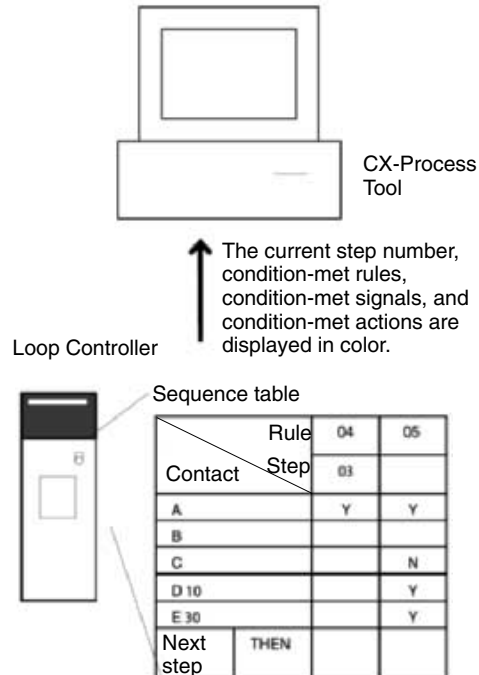 CX-Process
Tool
The current step number,
condition-met rules,
condition-met signals, and
condition-met actions are
displayed in color.
Loop Controller
Sequence table
Rule 04 05
Contact Step 03
A Y Y
B
C N
D 10 Y
E 30 Y
Next THEN
step